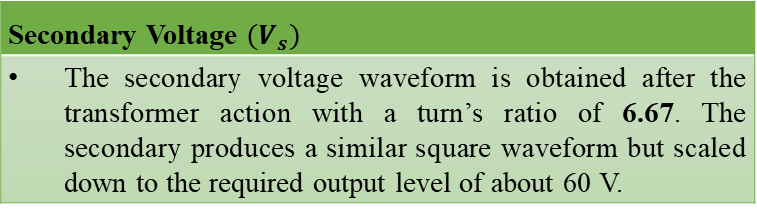 Secondary Voltage (Vₛ)
• The secondary voltage waveform is obtained after the
transformer action with a turn’s ratio of 6.67. The
secondary produces a similar square waveform but scaled
down to the required output level of about 60 V.